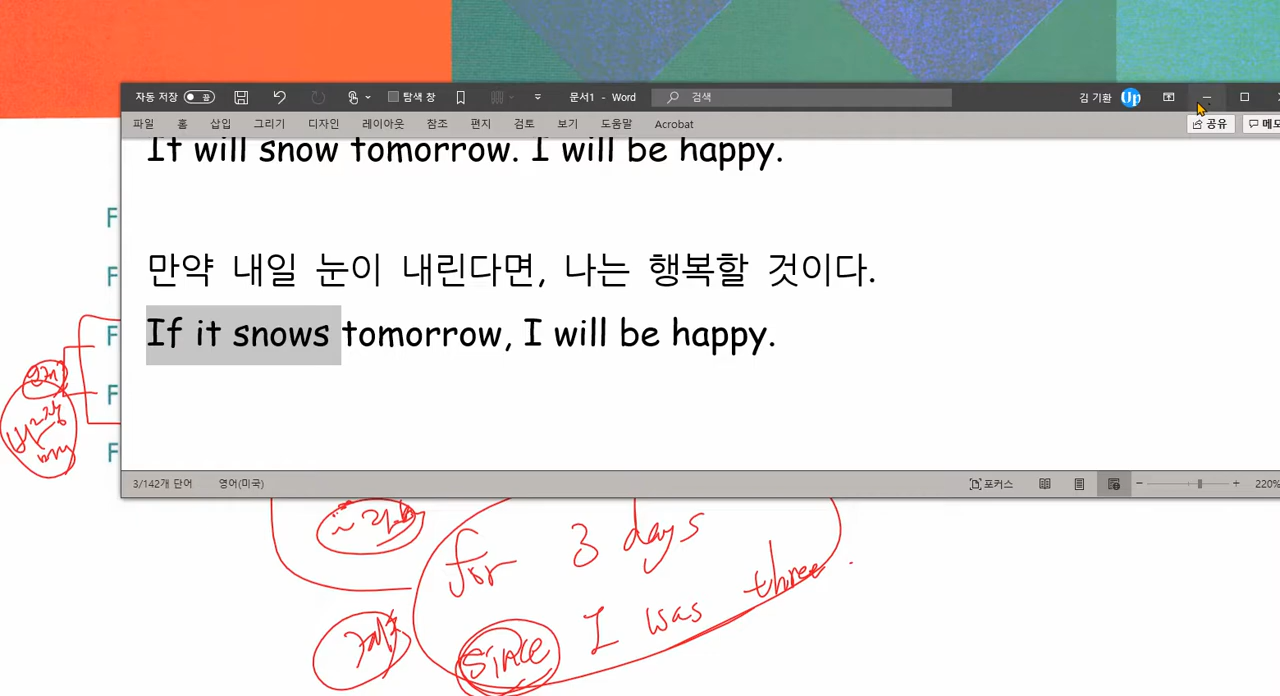 자동 저장 끔 탐색 창 문서1 - Word 검색 김 기환 Up
파일 홈 삽입 그리기 디자인 레이아웃 참조 편지 검토 보기 도움말 Acrobat 공유 메모
It will snow tomorrow. I will be happy.
F
만약 내일 눈이 내린다면, 나는 행복할 것이다.
F
If it snows tomorrow, I will be happy.
F
F
F
3/142개 단어 영어(미국) 포커스 220%
for 3 days
since I was three